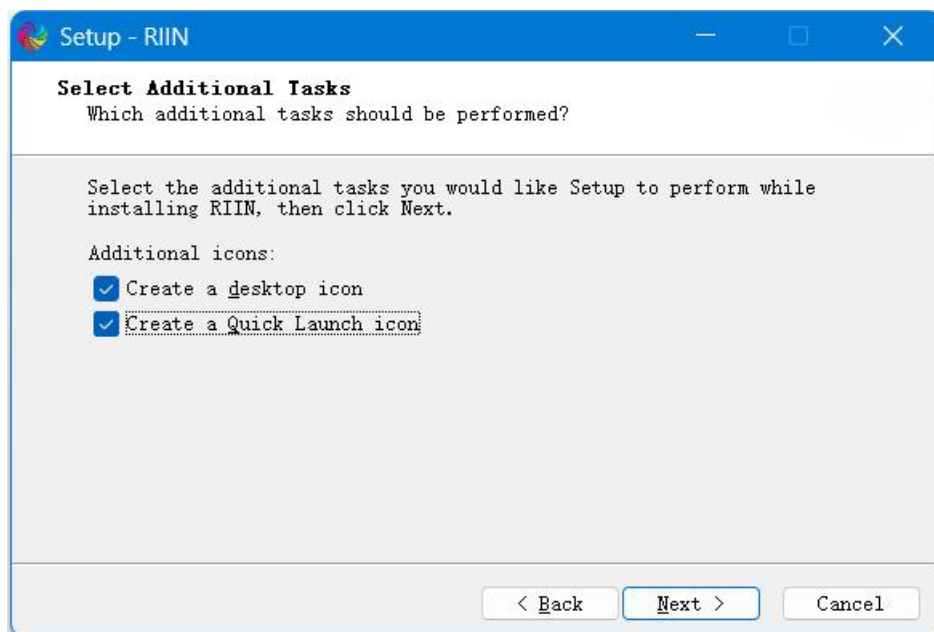 Setup - RIIN
Select Additional Tasks
Which additional tasks should be performed?
Select the additional tasks you would like Setup to perform while
installing RIIN, then click Next.
Additional icons:
Create a desktop icon
Create a Quick Launch icon
< Back
Next >
Cancel